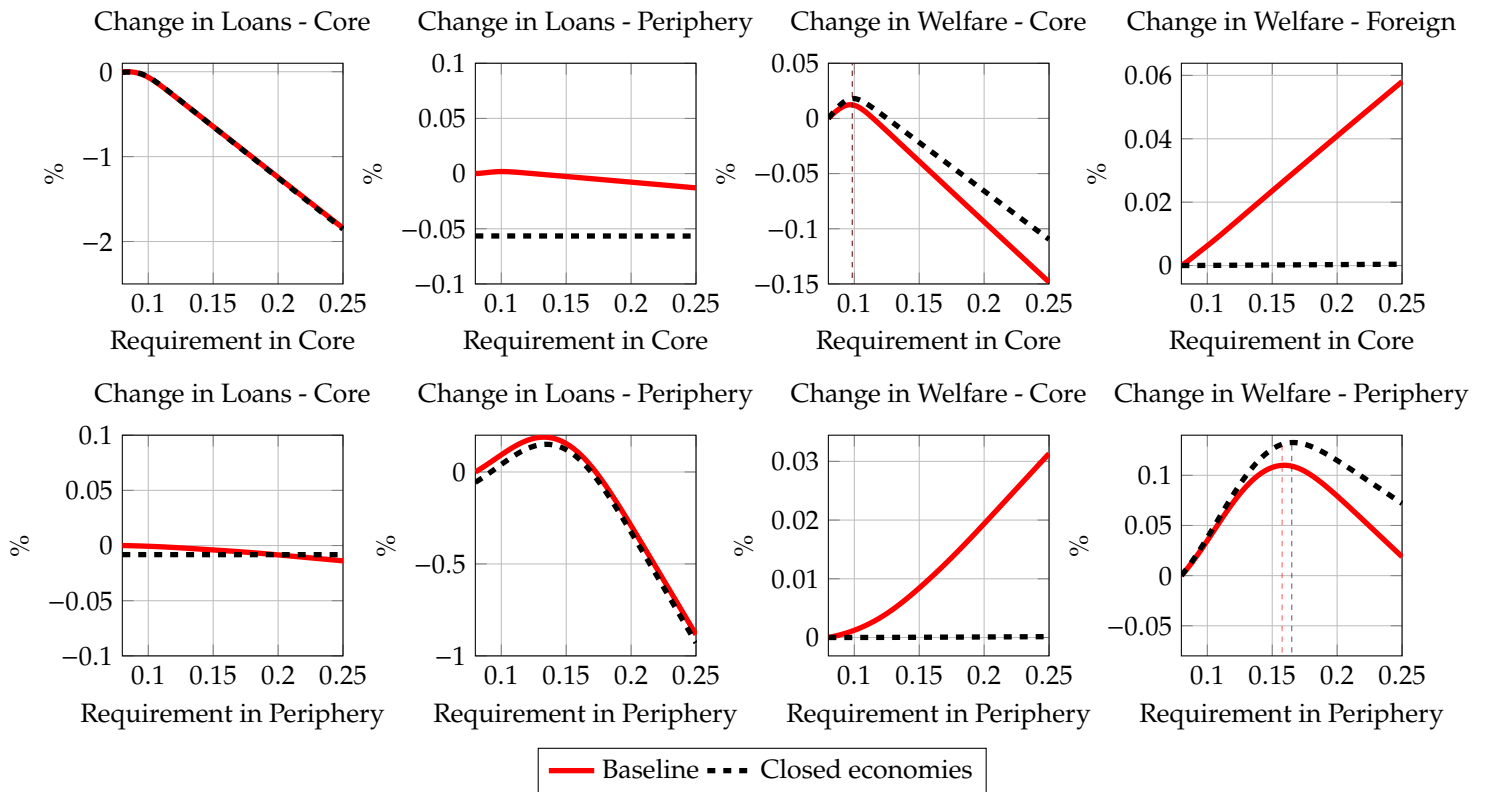 Change in Loans - Core
Change in Loans - Periphery
Change in Welfare - Core
Change in Welfare - Foreign
0
−1
−2
%
0.1 0.15 0.2 0.25
Requirement in Core
0.1
0.05
0
−0.05
−0.1
%
0.1 0.15 0.2 0.25
Requirement in Core
0.05
0
−0.05
−0.1
−0.15
%
0.1 0.15 0.2 0.25
Requirement in Core
0.06
0.04
0.02
0
%
0.1 0.15 0.2 0.25
Requirement in Core
Change in Loans - Core
Change in Loans - Periphery
Change in Welfare - Core
Change in Welfare - Periphery
0.1
0.05
0
−0.05
−0.1
%
0.1 0.15 0.2 0.25
Requirement in Periphery
0
−0.5
−1
%
0.1 0.15 0.2 0.25
Requirement in Periphery
0.03
0.02
0.01
0
%
0.1 0.15 0.2 0.25
Requirement in Periphery
0.1
0.05
0
−0.05
%
0.1 0.15 0.2 0.25
Requirement in Periphery
Baseline Closed economies